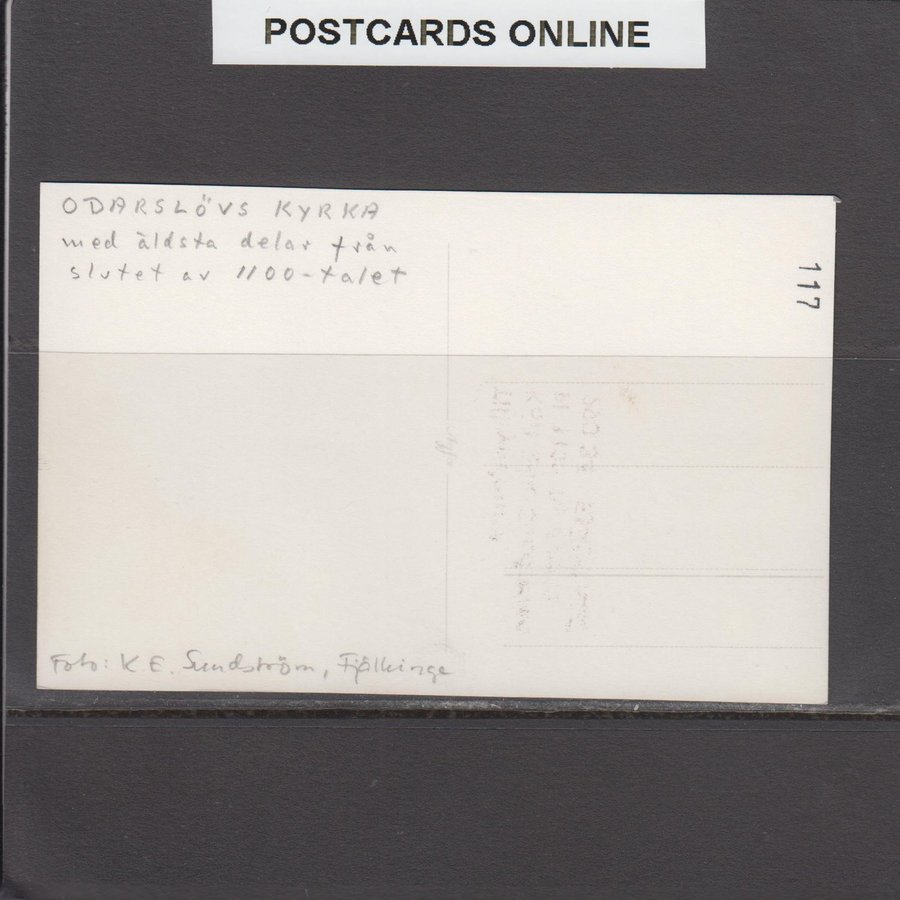 POSTCARDS ONLINE
ODARSLÖVS KYRKA
med äldsta delar från
slutet av 1100-talet
117
Foto: K.E. Sundström, Fjälkinge